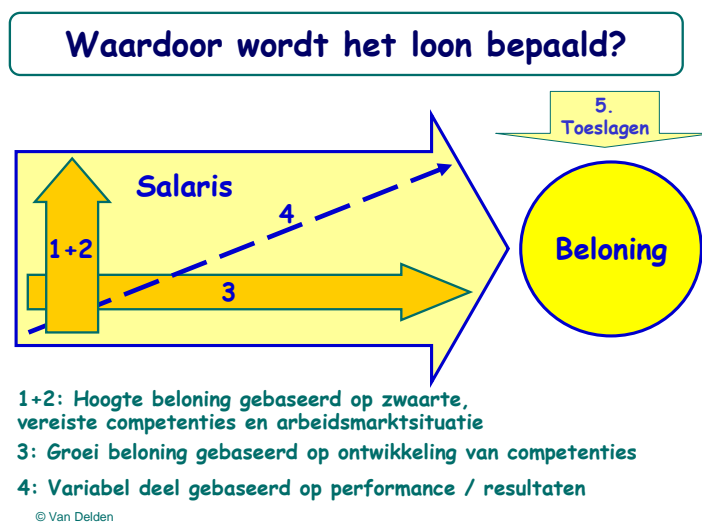 Waardoor wordt het loon bepaald?
5.
Toeslagen
Salaris
4
1+2
Beloning
3
1+2: Hoogte beloning gebaseerd op zwaarte,
vereiste competenties en arbeidsmarktsituatie
3: Groei beloning gebaseerd op ontwikkeling van competenties
4: Variabel deel gebaseerd op performance / resultaten
© Van Delden